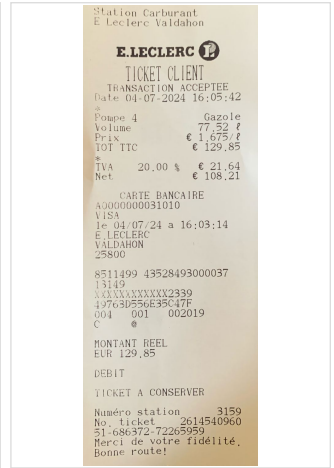 Station Carburant
E Leclerc Valdahon
E.LECLERC L
TICKET CLIENT
TRANSACTION ACCEPTEE
Date 04-07-2024 16:05:42
*
Pompe 4 Gazole
Volume 77,52 ℓ
Prix € 1,675/ℓ
TOT TTC € 129,85
*
TVA 20,00 % € 21,64
Net € 108,21
CARTE BANCAIRE
A0000000031010
VISA
le 04/07/24 a 16:03:14
E.LECLERC
VALDAHON
25800
8511499 43528493000037
13149
XXXXXXXXXXXX2339
49763D556E35C47F
004 001 002019
C @
MONTANT REEL
EUR 129,85
DEBIT
TICKET A CONSERVER
Numéro station 3159
No. ticket 2614540960
51-686372-72265959
Merci de votre fidélité,
Bonne route!